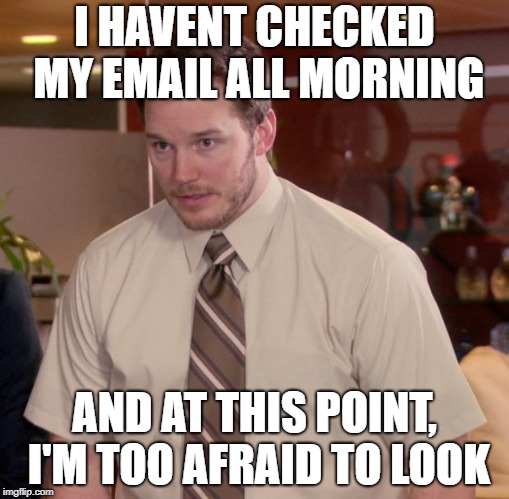 I HAVENT CHECKED
MY EMAIL ALL MORNING
AND AT THIS POINT,
I'M TOO AFRAID TO LOOK
imgflip.com